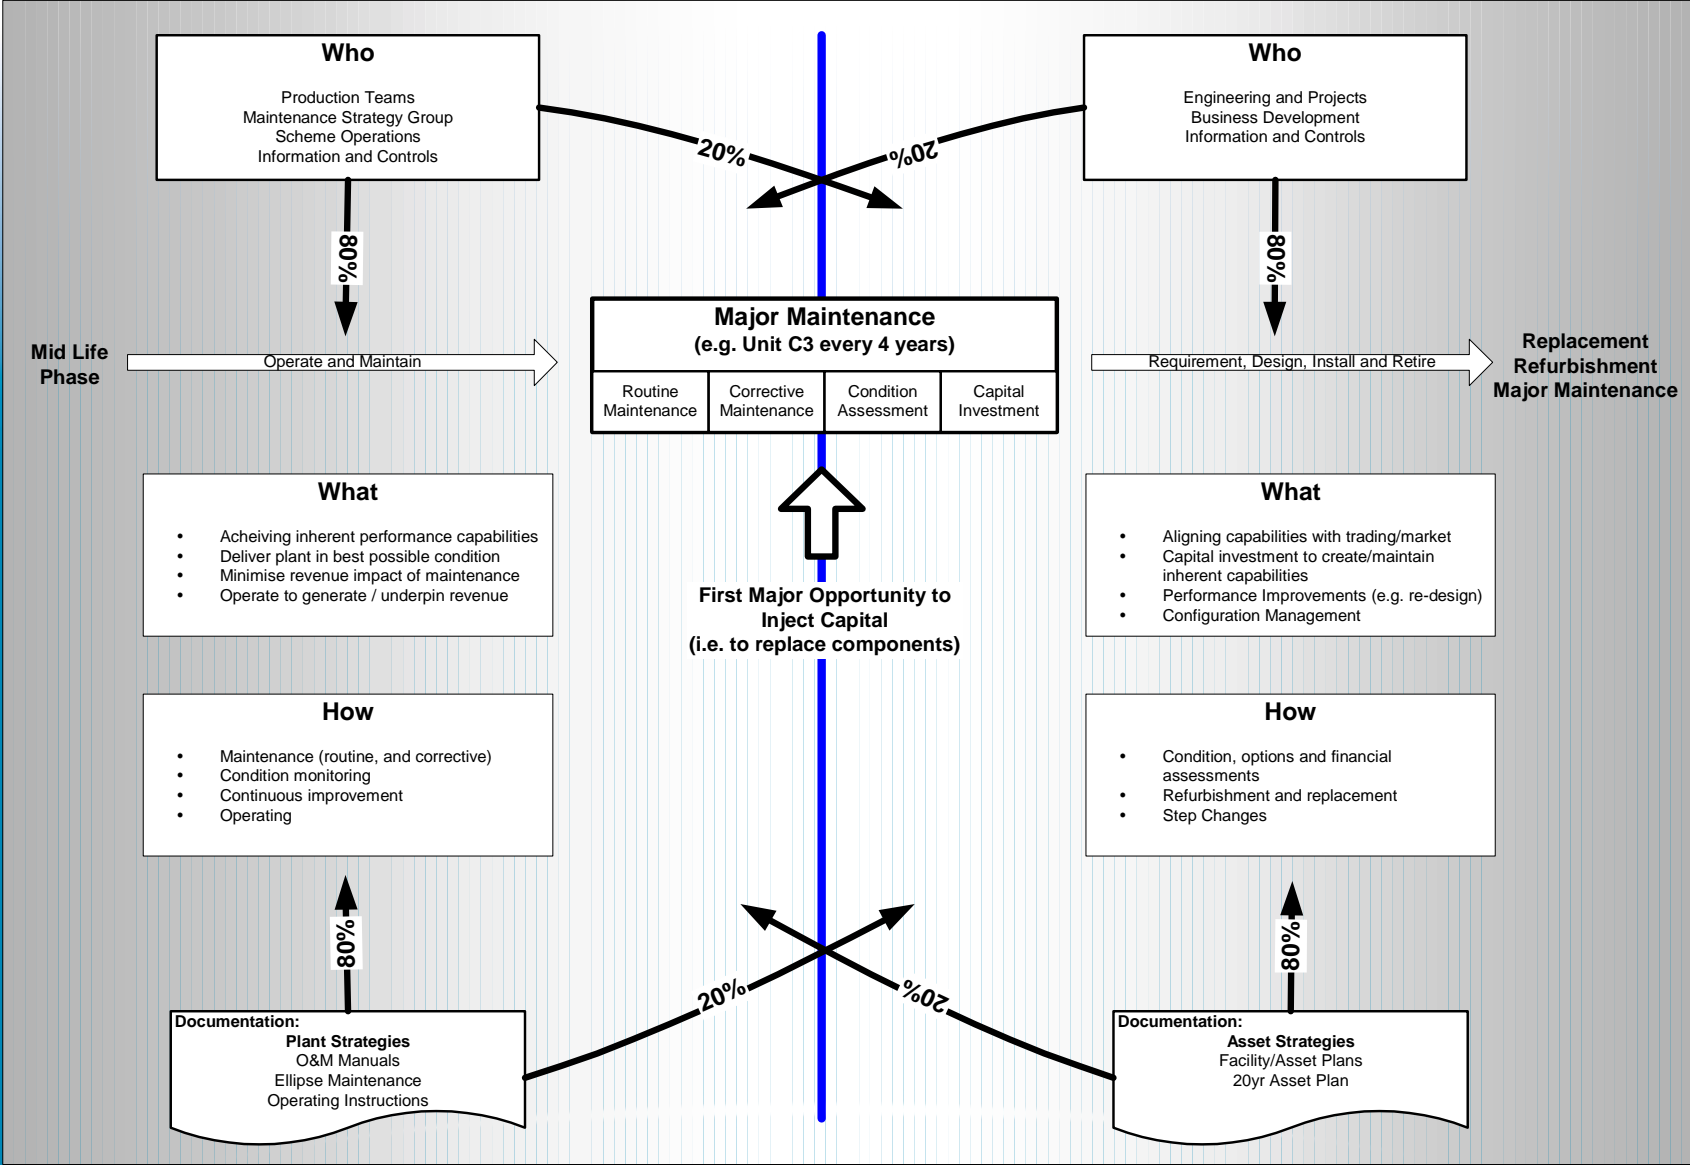 Who
Production Teams
Maintenance Strategy Group
Scheme Operations
Information and Controls
Who
Engineering and Projects
Business Development
Information and Controls
20%
20%
80%
80%
Mid Life
Phase
Operate and Maintain
Major Maintenance
(e.g. Unit C3 every 4 years)
Routine
Maintenance
Corrective
Maintenance
Condition
Assessment
Capital
Investment
Requirement, Design, Install and Retire
Replacement
Refurbishment
Major Maintenance
What
• Acheiving inherent performance capabilities
• Deliver plant in best possible condition
• Minimise revenue impact of maintenance
• Operate to generate / underpin revenue
First Major Opportunity to
Inject Capital
(i.e. to replace components)
What
• Aligning capabilities with trading/market
• Capital investment to create/maintain
inherent capabilities
• Performance Improvements (e.g. re-design)
• Configuration Management
How
• Maintenance (routine, and corrective)
• Condition monitoring
• Continuous improvement
• Operating
How
• Condition, options and financial
assessments
• Refurbishment and replacement
• Step Changes
80%
80%
20%
20%
Documentation:
Plant Strategies
O&M Manuals
Ellipse Maintenance
Operating Instructions
Documentation:
Asset Strategies
Facility/Asset Plans
20yr Asset Plan